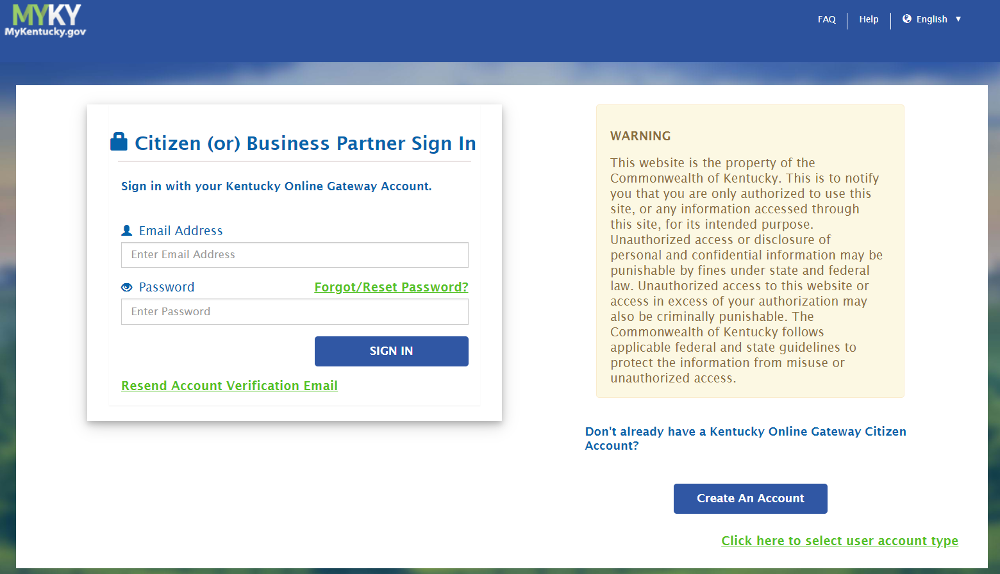 MYKY
MyKentucky.gov
FAQ
Help
English ▼
Citizen (or) Business Partner Sign In
Sign in with your Kentucky Online Gateway Account.
Email Address
Enter Email Address
Password
Forgot/Reset Password?
Enter Password
SIGN IN
Resend Account Verification Email
WARNING
This website is the property of the
Commonwealth of Kentucky. This is to notify
you that you are only authorized to use this
site, or any information accessed through
this site, for its intended purpose.
Unauthorized access or disclosure of
personal and confidential information may be
punishable by fines under state and federal
law. Unauthorized access to this website or
access in excess of your authorization may
also be criminally punishable. The
Commonwealth of Kentucky follows
applicable federal and state guidelines to
protect the information from misuse or
unauthorized access.
Don't already have a Kentucky Online Gateway Citizen
Account?
Create An Account
Click here to select user account type